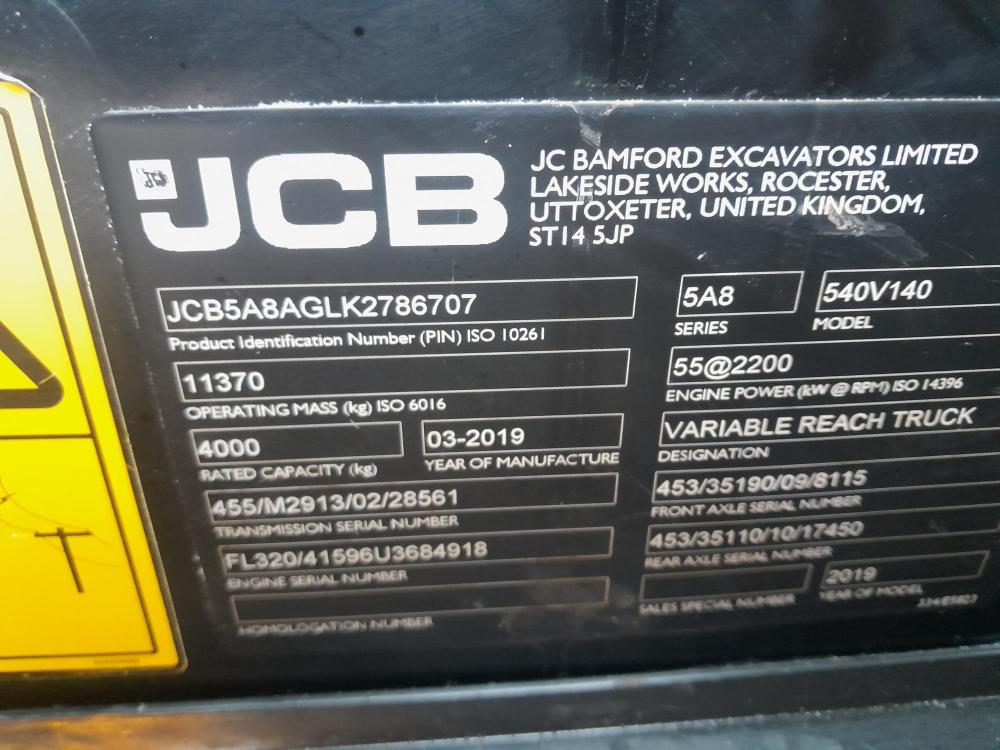 JCB
JC BAMFORD EXCAVATORS LIMITED
LAKESIDE WORKS, ROCESTER,
UTTOXETER, UNITED KINGDOM,
ST14 5JP
JCB5A8AGLK2786707
Product Identification Number (PIN) ISO 10261
5A8
SERIES
540V140
MODEL
11370
OPERATING MASS (kg) ISO 6016
55@2200
ENGINE POWER (kW @ RPM) ISO 14396
4000
RATED CAPACITY (kg)
03-2019
YEAR OF MANUFACTURE
VARIABLE REACH TRUCK
DESIGNATION
455/M2913/02/28561
TRANSMISSION SERIAL NUMBER
453/35190/09/8115
FRONT AXLE SERIAL NUMBER
FL320/41596U3684918
ENGINE SERIAL NUMBER
453/35110/10/17450
REAR AXLE SERIAL NUMBER
HOMOLOGATION NUMBER
SALES SPECIAL NUMBER
2019
YEAR OF MODEL